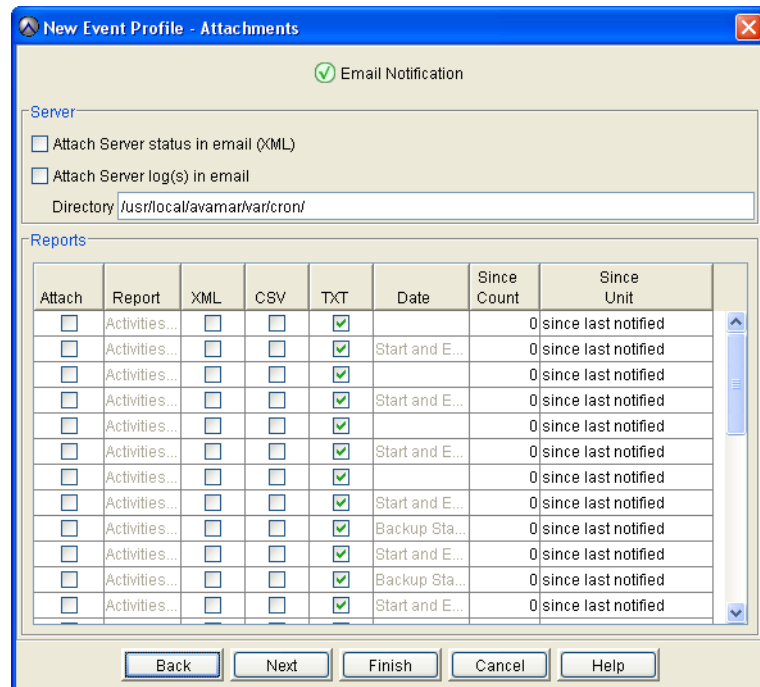 New Event Profile - Attachments
Email Notification
Server
Attach Server status in email (XML)
Attach Server log(s) in email
Directory /usr/local/avamar/var/cron/
Reports
Attach Report XML CSV TXT Date Since Count Since Unit
Activities... 0 since last notified
Activities... Start and E... 0 since last notified
Activities... 0 since last notified
Activities... Start and E... 0 since last notified
Activities... 0 since last notified
Activities... Start and E... 0 since last notified
Activities... 0 since last notified
Activities... Start and E... 0 since last notified
Activities... Backup Sta... 0 since last notified
Activities... Start and E... 0 since last notified
Activities... Backup Sta... 0 since last notified
Activities... Start and E... 0 since last notified
Back Next Finish Cancel Help